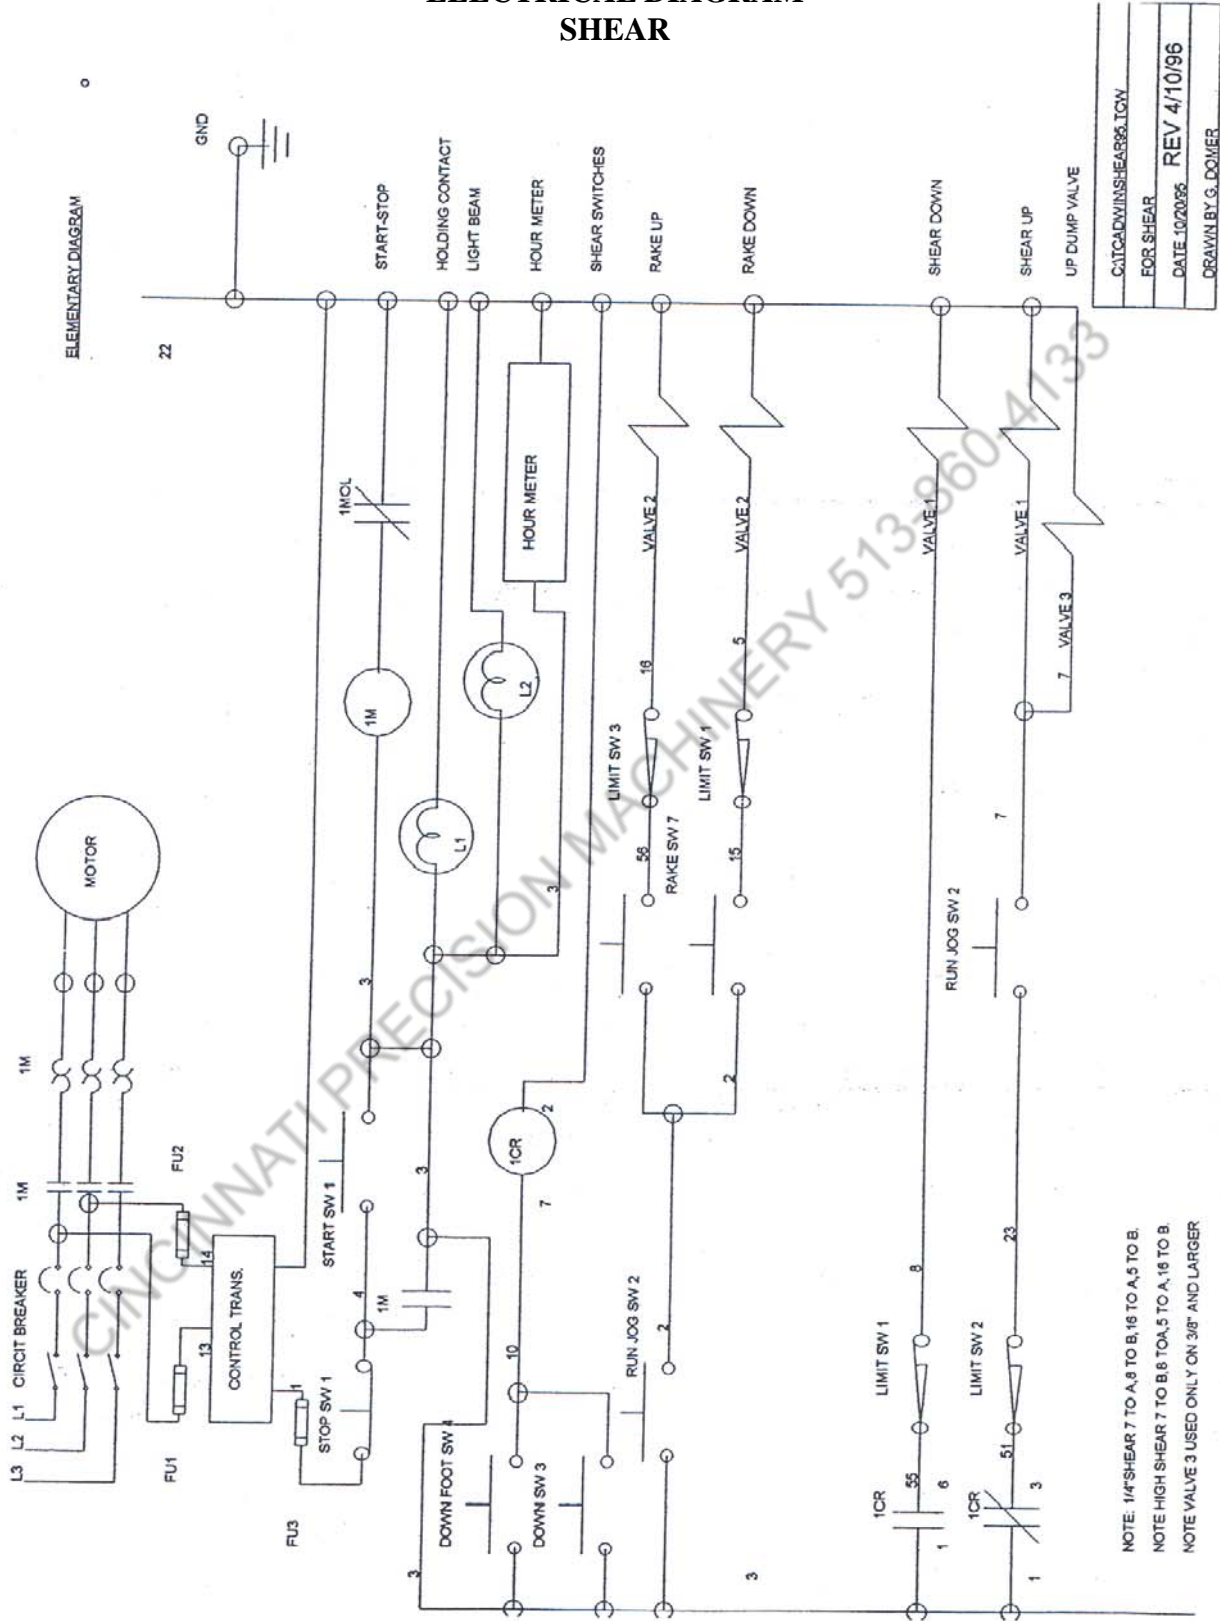 ELECTRICAL DIAGRAM
SHEAR
ELEMENTARY DIAGRAM
22
GND
START-STOP
HOLDING CONTACT
LIGHT BEAM
HOUR METER
SHEAR SWITCHES
RAKE UP
RAKE DOWN
SHEAR DOWN
SHEAR UP
UP DUMP VALVE
C:\TCADWIN\SHEAR95.TCW
FOR SHEAR
DATE 10/20/95 REV 4/10/96
DRAWN BY G. DOMER
L1
L2
L3
CIRCIT BREAKER
1M
1M
MOTOR
FU1
FU2
13
14
CONTROL TRANS.
1
FU3
STOP SW 1
4
START SW 1
3
1M
1MOL
1M
3
L1
L2
3
HOUR METER
3
DOWN FOOT SW 4
DOWN SW 3
10
7
1CR
2
RUN JOG SW 2
2
2
RAKE SW 7
56
LIMIT SW 3
16
VALVE 2
15
LIMIT SW 1
5
VALVE 2
3
1CR
1
6
55
LIMIT SW 1
8
VALVE 1
1CR
1
3
51
LIMIT SW 2
23
RUN JOG SW 2
7
VALVE 1
7
VALVE 3
NOTE: 1/4"SHEAR 7 TO A,8 TO B,16 TO A,5 TO B.
NOTE HIGH SHEAR 7 TO B,8 TOA,5 TO A,16 TO B.
NOTE VALVE 3 USED ONLY ON 3/8" AND LARGER
CINCINNATI PRECISION MACHINERY 513-860-4133